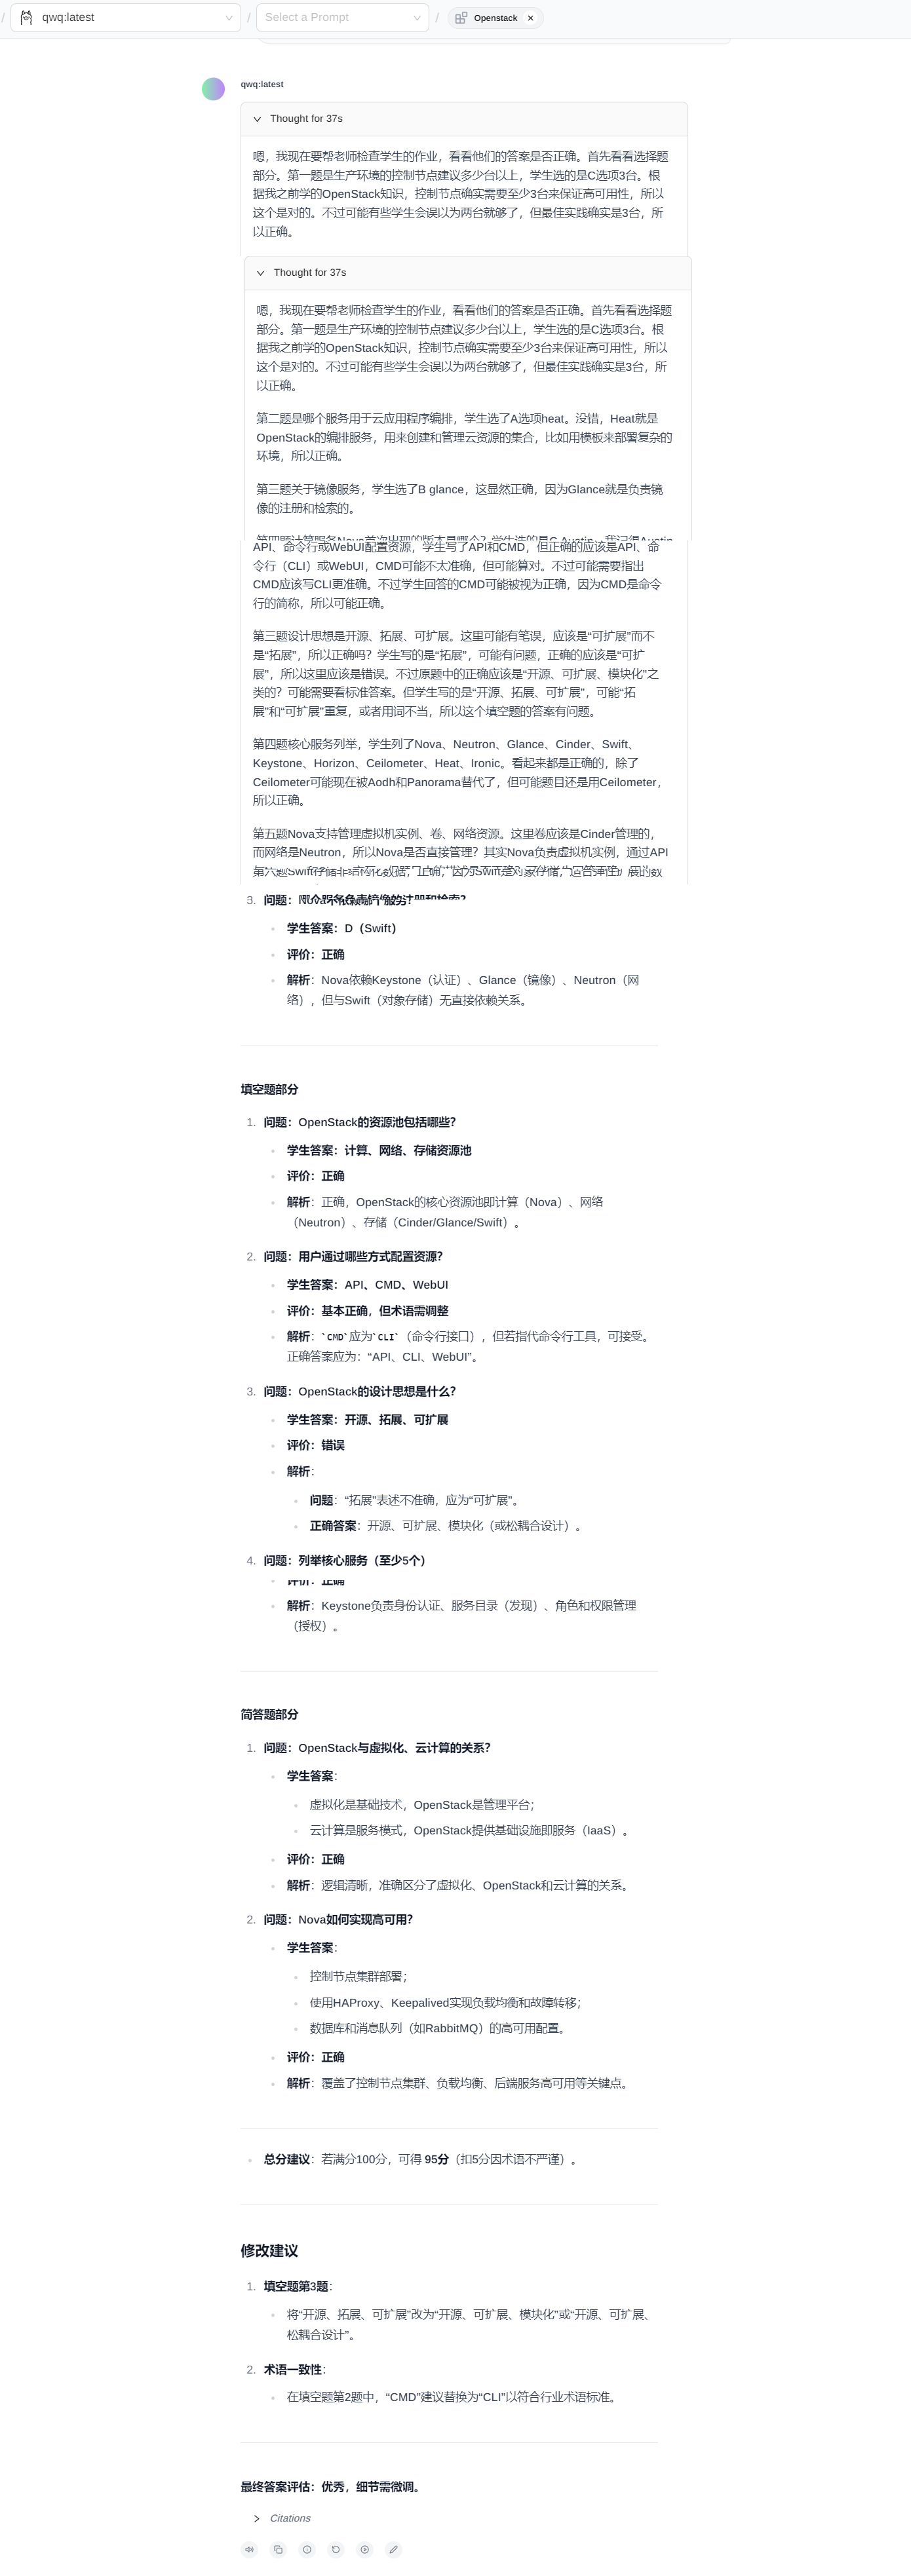 / qwq:latest / Select a Prompt / Openstack ×
qwq:latest
Thought for 37s
嗯，我现在要帮老师检查学生的作业，看看他们的答案是否正确。首先看看选择题
部分。第一题是生产环境的控制节点建议多少台以上，学生选的是C选项3台。根
据我之前学的OpenStack知识，控制节点确实需要至少3台来保证高可用性，所以
这个是对的。不过可能有些学生会误以为两台就够了，但最佳实践确实是3台，所
以正确。
Thought for 37s
嗯，我现在要帮老师检查学生的作业，看看他们的答案是否正确。首先看看选择题
部分。第一题是生产环境的控制节点建议多少台以上，学生选的是C选项3台。根
据我之前学的OpenStack知识，控制节点确实需要至少3台来保证高可用性，所以
这个是对的。不过可能有些学生会误以为两台就够了，但最佳实践确实是3台，所
以正确。
第二题是哪个服务用于云应用程序编排，学生选了A选项heat。没错，Heat就是
OpenStack的编排服务，用来创建和管理云资源的集合，比如用模板来部署复杂的
环境，所以正确。
第三题关于镜像服务，学生选了B glance，这显然正确，因为Glance就是负责镜
像的注册和检索的。
API、命令行或WebUI配置资源，学生写了API和CMD，但正确的应该是API、命
令行（CLI）或WebUI，CMD可能不太准确，但可能算对。不过可能需要指出
CMD应该写CLI更准确。不过学生回答的CMD可能被视为正确，因为CMD是命令
行的简称，所以可能正确。
第三题设计思想是开源、拓展、可扩展。这里可能有笔误，应该是“可扩展”而不
是“拓展”，所以正确吗？学生写的是“拓展”，可能有问题，正确的应该是“可扩
展”，所以这里应该是错误。不过原题中的正确应该是“开源、可扩展、模块化”之
类的？可能需要看标准答案。但学生写的是“开源、拓展、可扩展”，可能“拓
展”和“可扩展”重复，或者用词不当，所以这个填空题的答案有问题。
第四题核心服务列举，学生列了Nova、Neutron、Glance、Cinder、Swift、
Keystone、Horizon、Ceilometer、Heat、Ironic。看起来都是正确的，除了
Ceilometer可能现在被Aodh和Panorama替代了，但可能题目还是用Ceilometer，
所以正确。
第五题Nova支持管理虚拟机实例、卷、网络资源。这里卷应该是Cinder管理的，
而网络是Neutron，所以Nova是否直接管理？其实Nova负责虚拟机实例，通过API
3. 问题：
学生答案：D（Swift）
评价：正确
解析：Nova依赖Keystone（认证）、Glance（镜像）、Neutron（网
络），但与Swift（对象存储）无直接依赖关系。
填空题部分
1. 问题：OpenStack的资源池包括哪些？
学生答案：计算、网络、存储资源池
评价：正确
解析：正确，OpenStack的核心资源池即计算（Nova）、网络
（Neutron）、存储（Cinder/Glance/Swift）。
2. 问题：用户通过哪些方式配置资源？
学生答案：API、CMD、WebUI
评价：基本正确，但术语需调整
解析：`CMD`应为`CLI`（命令行接口），但若指代命令行工具，可接受。
正确答案应为：“API、CLI、WebUI”。
3. 问题：OpenStack的设计思想是什么？
学生答案：开源、拓展、可扩展
评价：错误
解析：
问题：“拓展”表述不准确，应为“可扩展”。
正确答案：开源、可扩展、模块化（或松耦合设计）。
4. 问题：列举核心服务（至少5个）
评价：正确
解析：Keystone负责身份认证、服务目录（发现）、角色和权限管理
（授权）。
简答题部分
1. 问题：OpenStack与虚拟化、云计算的关系？
学生答案：
虚拟化是基础技术，OpenStack是管理平台；
云计算是服务模式，OpenStack提供基础设施即服务（IaaS）。
评价：正确
解析：逻辑清晰，准确区分了虚拟化、OpenStack和云计算的关系。
2. 问题：Nova如何实现高可用？
学生答案：
控制节点集群部署；
使用HAProxy、Keepalived实现负载均衡和故障转移；
数据库和消息队列（如RabbitMQ）的高可用配置。
评价：正确
解析：覆盖了控制节点集群、负载均衡、后端服务高可用等关键点。
总分建议：若满分100分，可得 95分（扣5分因术语不严谨）。
修改建议
1. 填空题第3题：
将“开源、拓展、可扩展”改为“开源、可扩展、模块化”或“开源、可扩展、
松耦合设计”。
2. 术语一致性：
在填空题第2题中，“CMD”建议替换为“CLI”以符合行业术语标准。
最终答案评估：优秀，细节需微调。
Citations